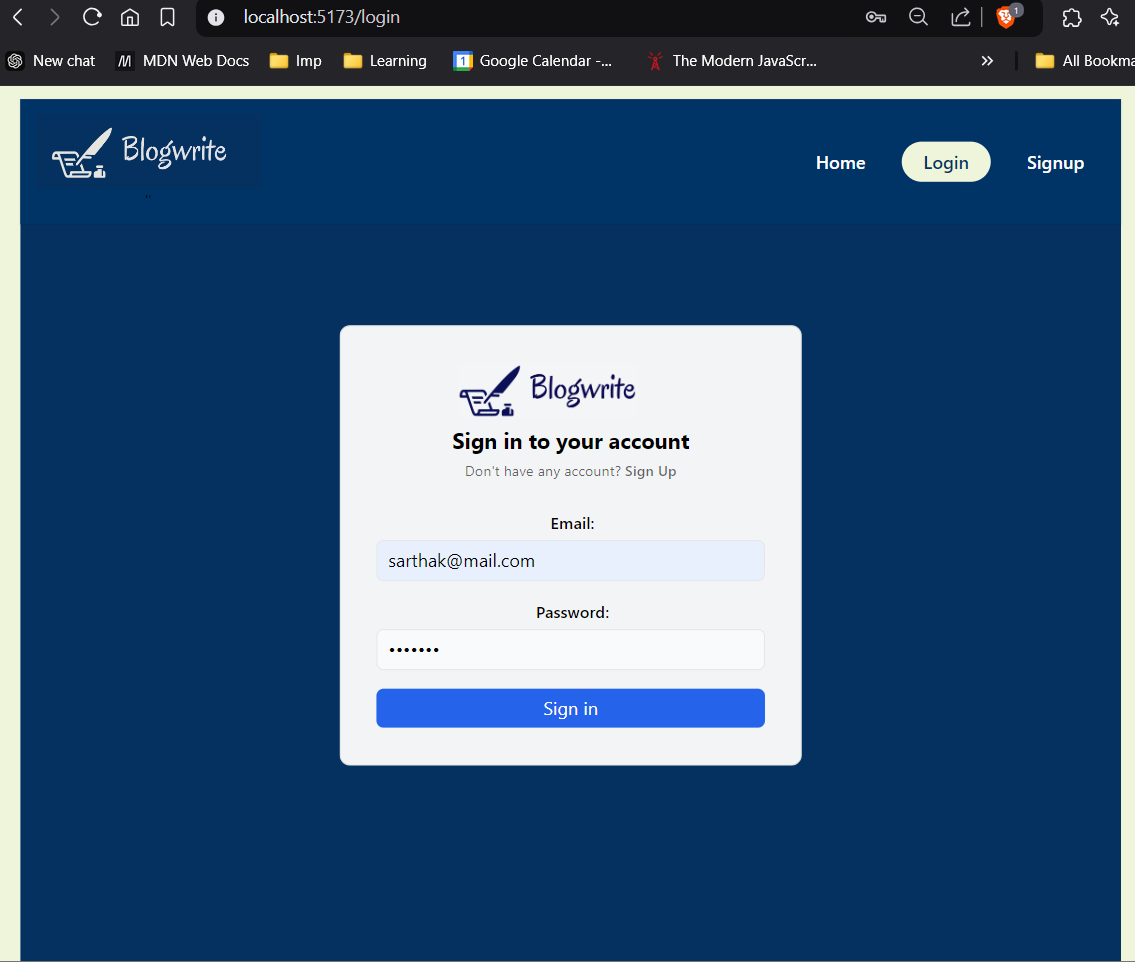 localhost:5173/login
1
New chat
MDN Web Docs
Imp
Learning
1
Google Calendar -...
The Modern JavaScr...
»
All Bookma
Blogwrite
Home
Login
Signup
Blogwrite
Sign in to your account
Don't have any account? Sign Up
Email:
sarthak@mail.com
Password:
•••••••
Sign in